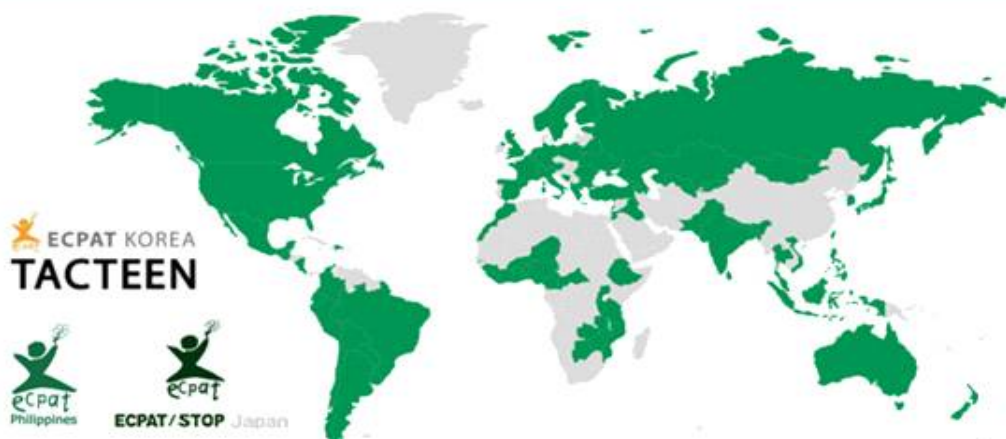 ECPAT KOREA
TACTEEN
ecpat
Philippines
ecpat
ECPAT/STOP Japan